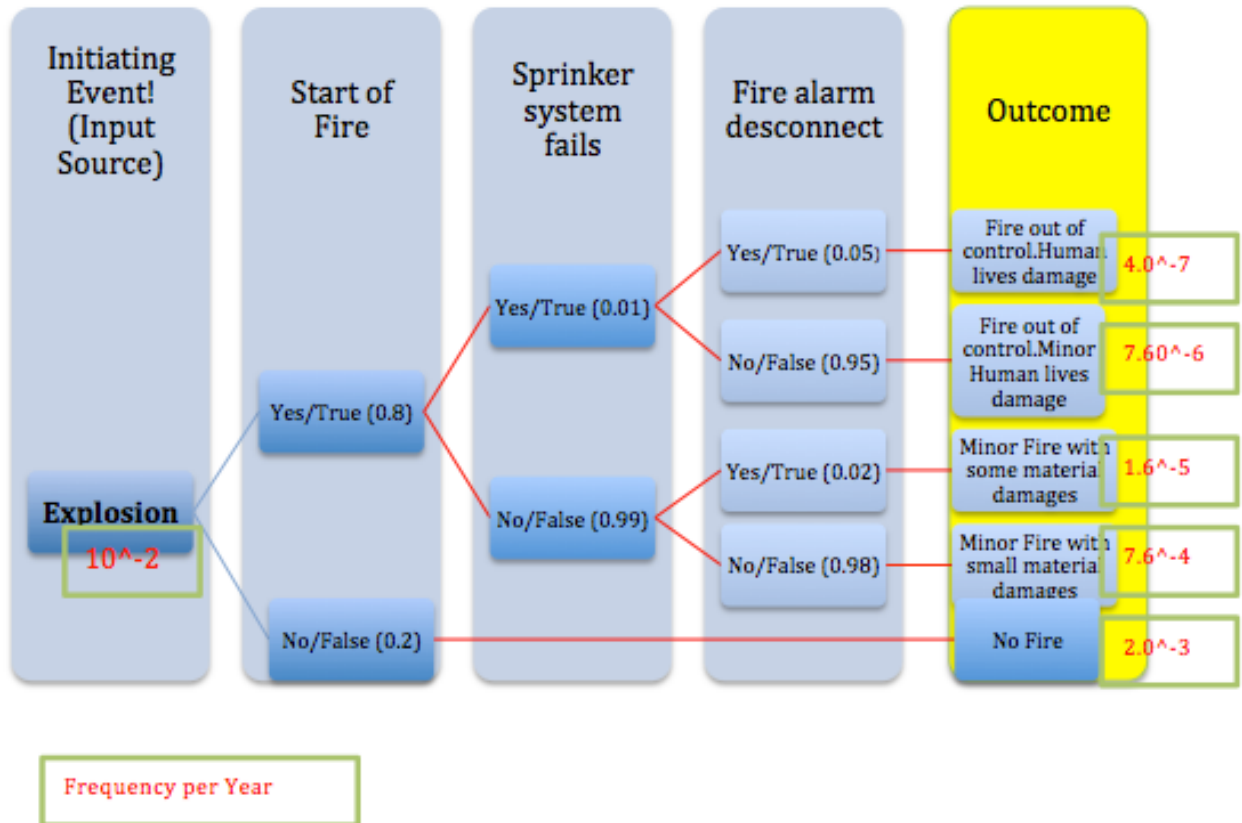 Initiating
Event!
(Input
Source)
Start of
Fire
Sprinker
system
fails
Fire alarm
desconnect
Outcome
Explosion
10^-2
Yes/True (0.8)
No/False (0.2)
Yes/True (0.01)
No/False (0.99)
Yes/True (0.05)
No/False (0.95)
Yes/True (0.02)
No/False (0.98)
Fire out of
control.Human
lives damage
4.0^-7
Fire out of
control.Minor
Human lives
damage
7.60^-6
Minor Fire with
some material
damages
1.6^-5
Minor Fire with
small material
damages
7.6^-4
No Fire
2.0^-3
Frequency per Year